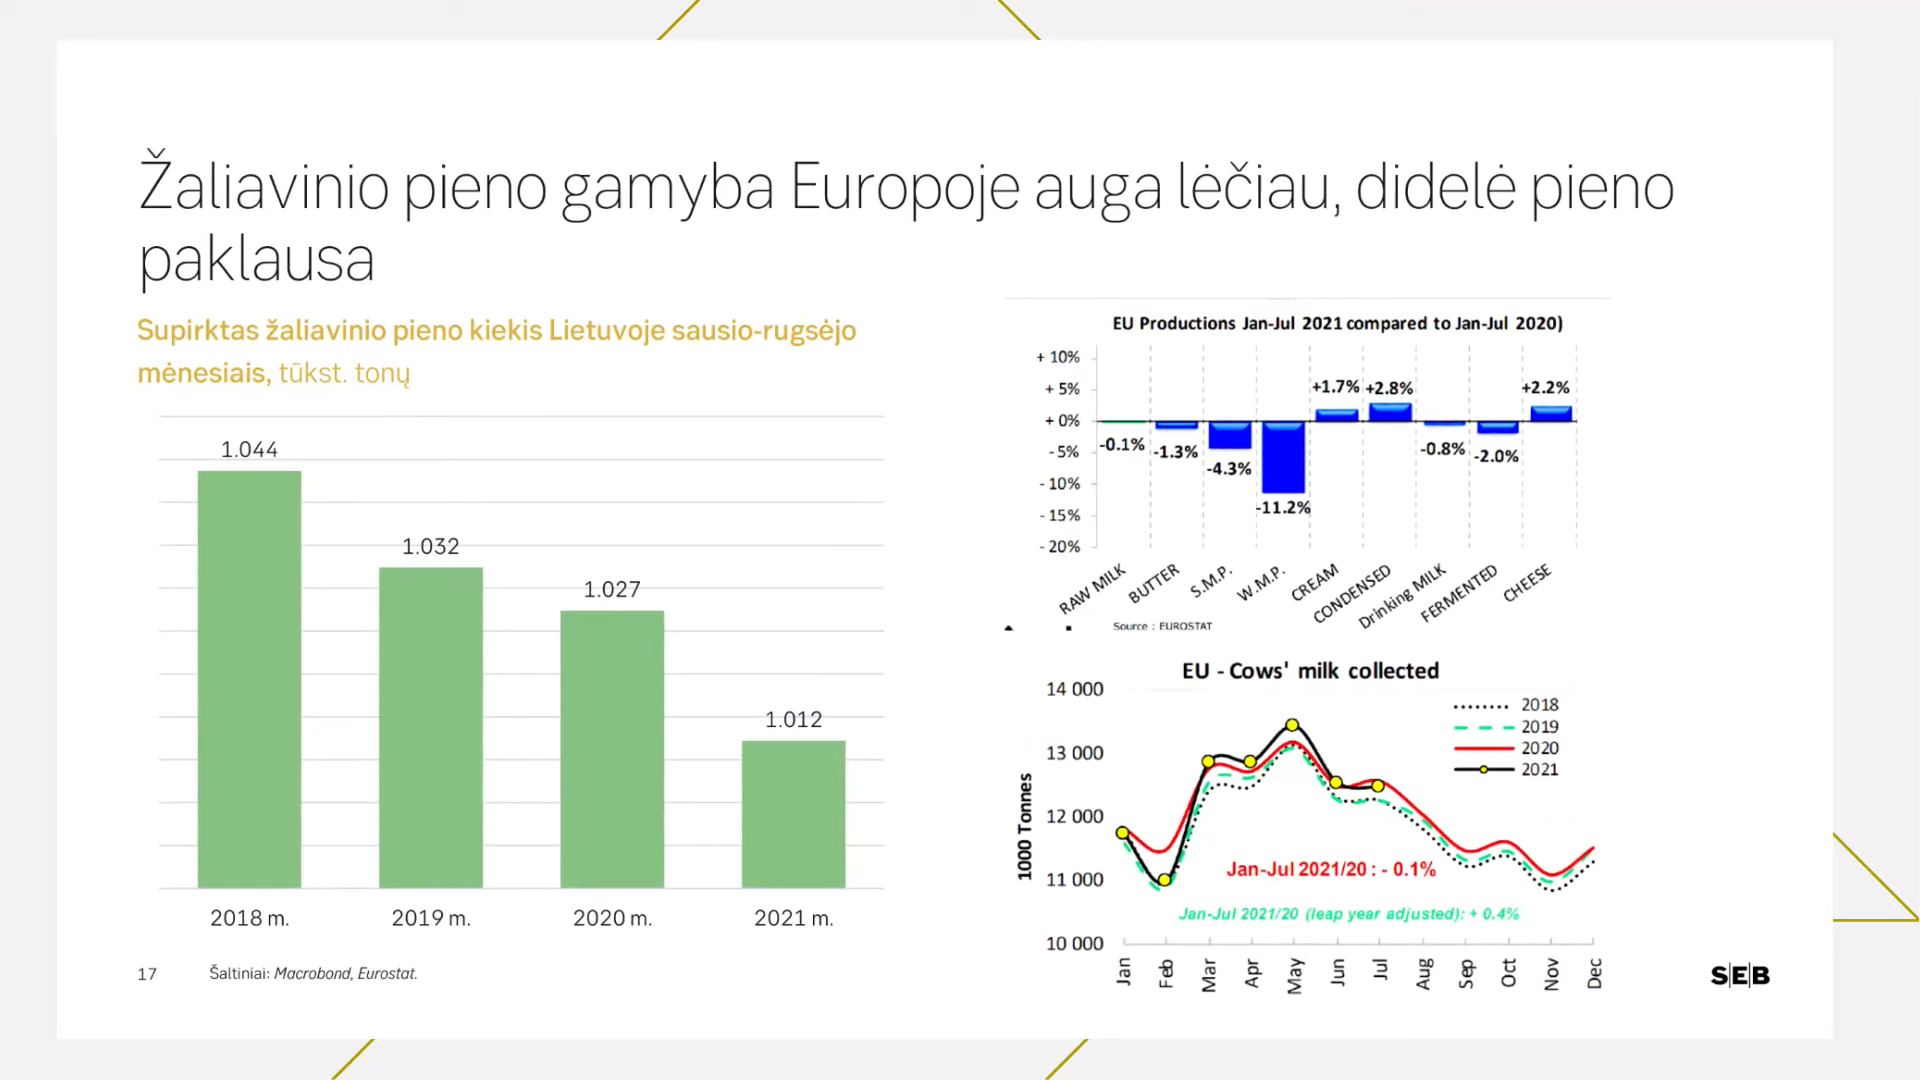 Žaliavinio pieno gamyba Europoje auga lėčiau, didelė pieno
paklausa
Supirktas žaliavinio pieno kiekis Lietuvoje sausio-rugsėjo
mėnesiais, tūkst. tonų
1.044
1.032
1.027
1.012
2018 m.
2019 m.
2020 m.
2021 m.
EU Productions Jan-Jul 2021 compared to Jan-Jul 2020)
+ 10%
+ 5%
+ 0%
- 5%
- 10%
- 15%
- 20%
-0.1%
-1.3%
-4.3%
-11.2%
+1.7%
+2.8%
-0.8%
-2.0%
+2.2%
RAW MILK
BUTTER
S.M.P.
W.M.P.
CREAM
CONDENSED
Drinking MILK
FERMENTED
CHEESE
Source : EUROSTAT
EU - Cows' milk collected
1000 Tonnes
14 000
13 000
12 000
11 000
10 000
2018
2019
2020
2021
Jan-Jul 2021/20 : - 0.1%
Jan-Jul 2021/20 (leap year adjusted): + 0.4%
Jan
Feb
Mar
Apr
May
Jun
Jul
Aug
Sep
Oct
Nov
Dec
17
Šaltiniai: Macrobond, Eurostat.
SEB